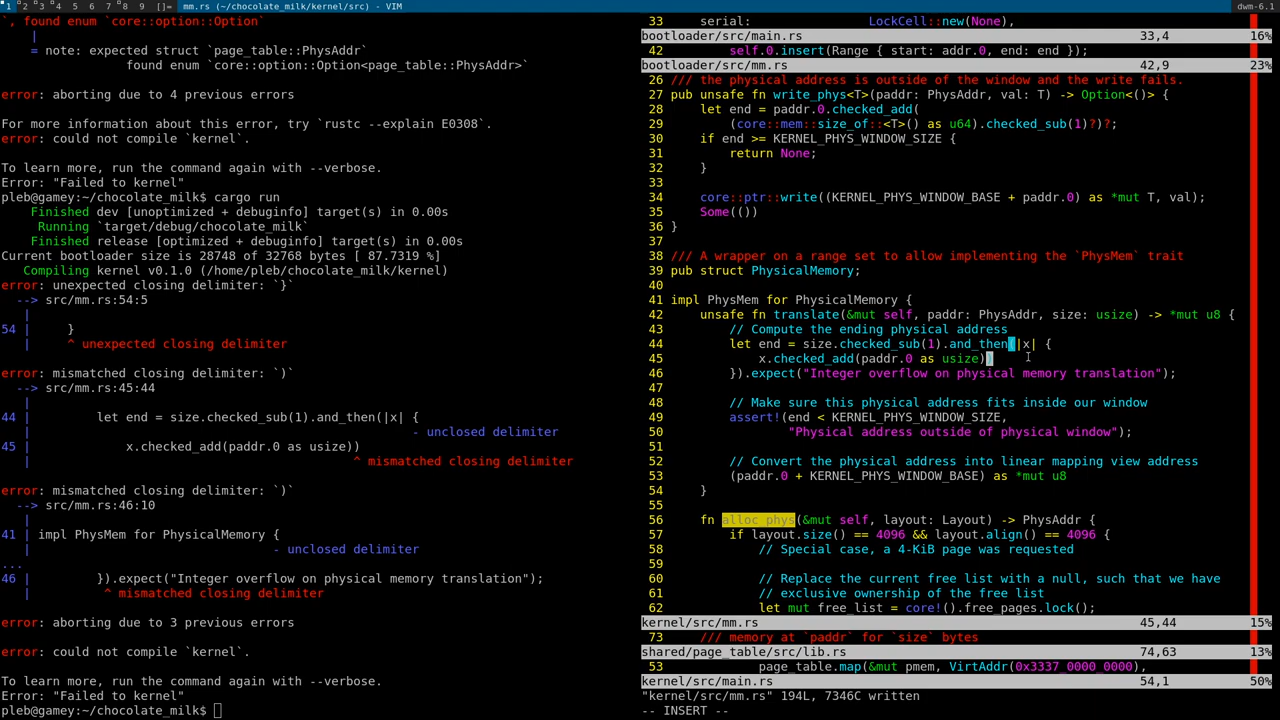 1 2 3 4 5 6 7 8 9 []= mm.rs (~/chocolate_milk/kernel/src) - VIM dwm-6.1
`, found enum `core::option::Option`
|
= note: expected struct `page_table::PhysAddr`
found enum `core::option::Option<page_table::PhysAddr>`
error: aborting due to 4 previous errors
For more information about this error, try `rustc --explain E0308`.
error: could not compile `kernel`.
To learn more, run the command again with --verbose.
Error: "Failed to kernel"
pleb@gamey:~/chocolate_milk$ cargo run
Finished dev [unoptimized + debuginfo] target(s) in 0.00s
Running `target/debug/chocolate_milk`
Finished release [optimized + debuginfo] target(s) in 0.00s
Current bootloader size is 28748 of 32768 bytes [ 87.7319 %]
Compiling kernel v0.1.0 (/home/pleb/chocolate_milk/kernel)
error: unexpected closing delimiter: `}`
--> src/mm.rs:54:5
|
54 | }
| ^ unexpected closing delimiter
error: mismatched closing delimiter: `)`
--> src/mm.rs:45:44
|
44 | let end = size.checked_sub(1).and_then(|x| {
| - unclosed delimiter
45 | x.checked_add(paddr.0 as usize))
| ^ mismatched closing delimiter
error: mismatched closing delimiter: `)`
--> src/mm.rs:46:10
|
41 | impl PhysMem for PhysicalMemory {
| - unclosed delimiter
...
46 | }).expect("Integer overflow on physical memory translation");
| ^ mismatched closing delimiter
error: aborting due to 3 previous errors
error: could not compile `kernel`.
To learn more, run the command again with --verbose.
Error: "Failed to kernel"
pleb@gamey:~/chocolate_milk$
33 serial: LockCell::new(None),
bootloader/src/main.rs 33,4 16%
42 self.0.insert(Range { start: addr.0, end: end });
bootloader/src/mm.rs 42,9 23%
26 /// the physical address is outside of the window and the write fails.
27 pub unsafe fn write_phys<T>(paddr: PhysAddr, val: T) -> Option<()> {
28 let end = paddr.0.checked_add(
29 (core::mem::size_of::<T>() as u64).checked_sub(1)?)?;
30 if end >= KERNEL_PHYS_WINDOW_SIZE {
31 return None;
32 }
33
34 core::ptr::write((KERNEL_PHYS_WINDOW_BASE + paddr.0) as *mut T, val);
35 Some(())
36 }
37
38 /// A wrapper on a range set to allow implementing the `PhysMem` trait
39 pub struct PhysicalMemory;
40
41 impl PhysMem for PhysicalMemory {
42 unsafe fn translate(&mut self, paddr: PhysAddr, size: usize) -> *mut u8 {
43 // Compute the ending physical address
44 let end = size.checked_sub(1).and_then(|x| {
45 x.checked_add(paddr.0 as usize))
46 }).expect("Integer overflow on physical memory translation");
47
48 // Make sure this physical address fits inside our window
49 assert!(end < KERNEL_PHYS_WINDOW_SIZE,
50 "Physical address outside of physical window");
51
52 // Convert the physical address into linear mapping view address
53 (paddr.0 + KERNEL_PHYS_WINDOW_BASE) as *mut u8
54 }
55
56 fn alloc_phys(&mut self, layout: Layout) -> PhysAddr {
57 if layout.size() == 4096 && layout.align() == 4096 {
58 // Special case, a 4-KiB page was requested
59
60 // Replace the current free list with a null, such that we have
61 // exclusive ownership of the free list
62 let mut free_list = core!().free_pages.lock();
kernel/src/mm.rs 45,44 15%
73 /// memory at `paddr` for `size` bytes
shared/page_table/src/lib.rs 74,63 13%
53 page_table.map(&mut pmem, VirtAddr(0x3337_0000_0000),
kernel/src/main.rs 54,1 50%
"kernel/src/mm.rs" 194L, 7346C written
-- INSERT --